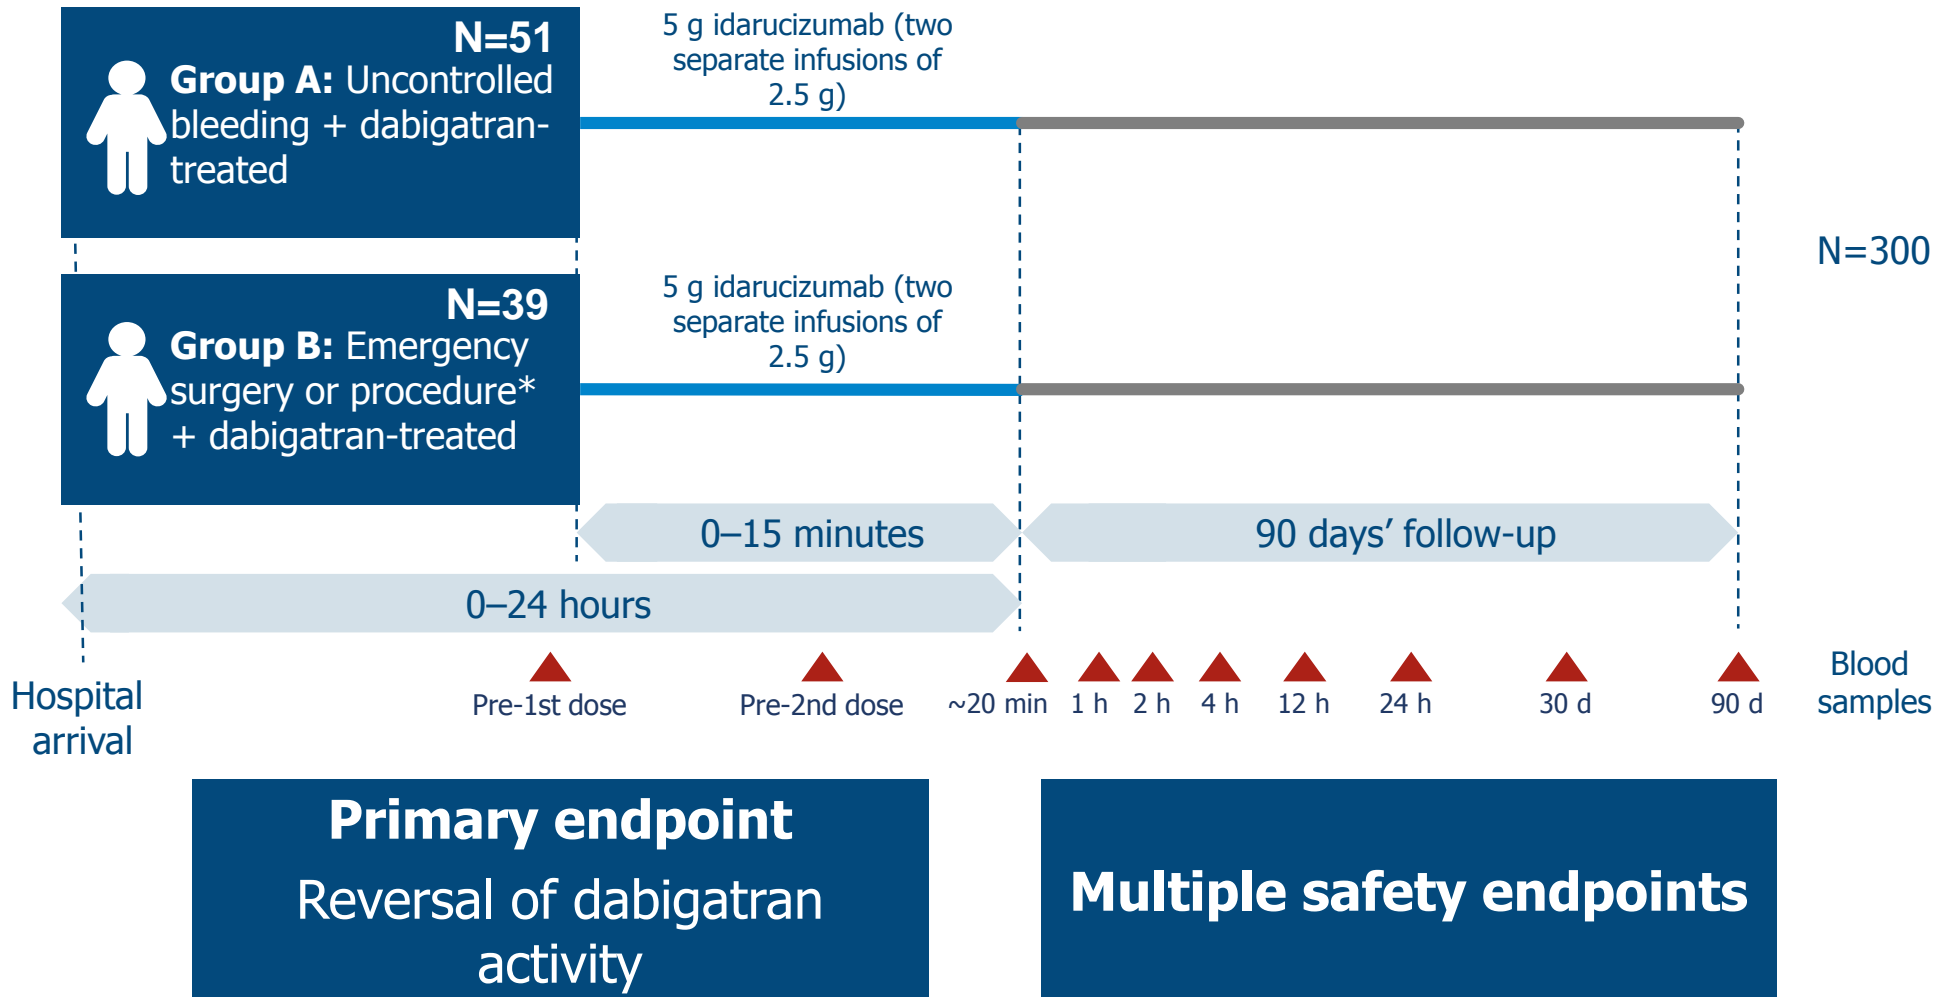 N=51
Group A: Uncontrolled
bleeding + dabigatran-
treated
5 g idarucizumab (two
separate infusions of
2.5 g)
N=300
N=39
Group B: Emergency
surgery or procedure*
+ dabigatran-treated
5 g idarucizumab (two
separate infusions of
2.5 g)
0–15 minutes
90 days’ follow-up
0–24 hours
Hospital
arrival
Pre-1st dose
Pre-2nd dose
~20 min
1 h
2 h
4 h
12 h
24 h
30 d
90 d
Blood
samples
Primary endpoint
Reversal of dabigatran
activity
Multiple safety endpoints